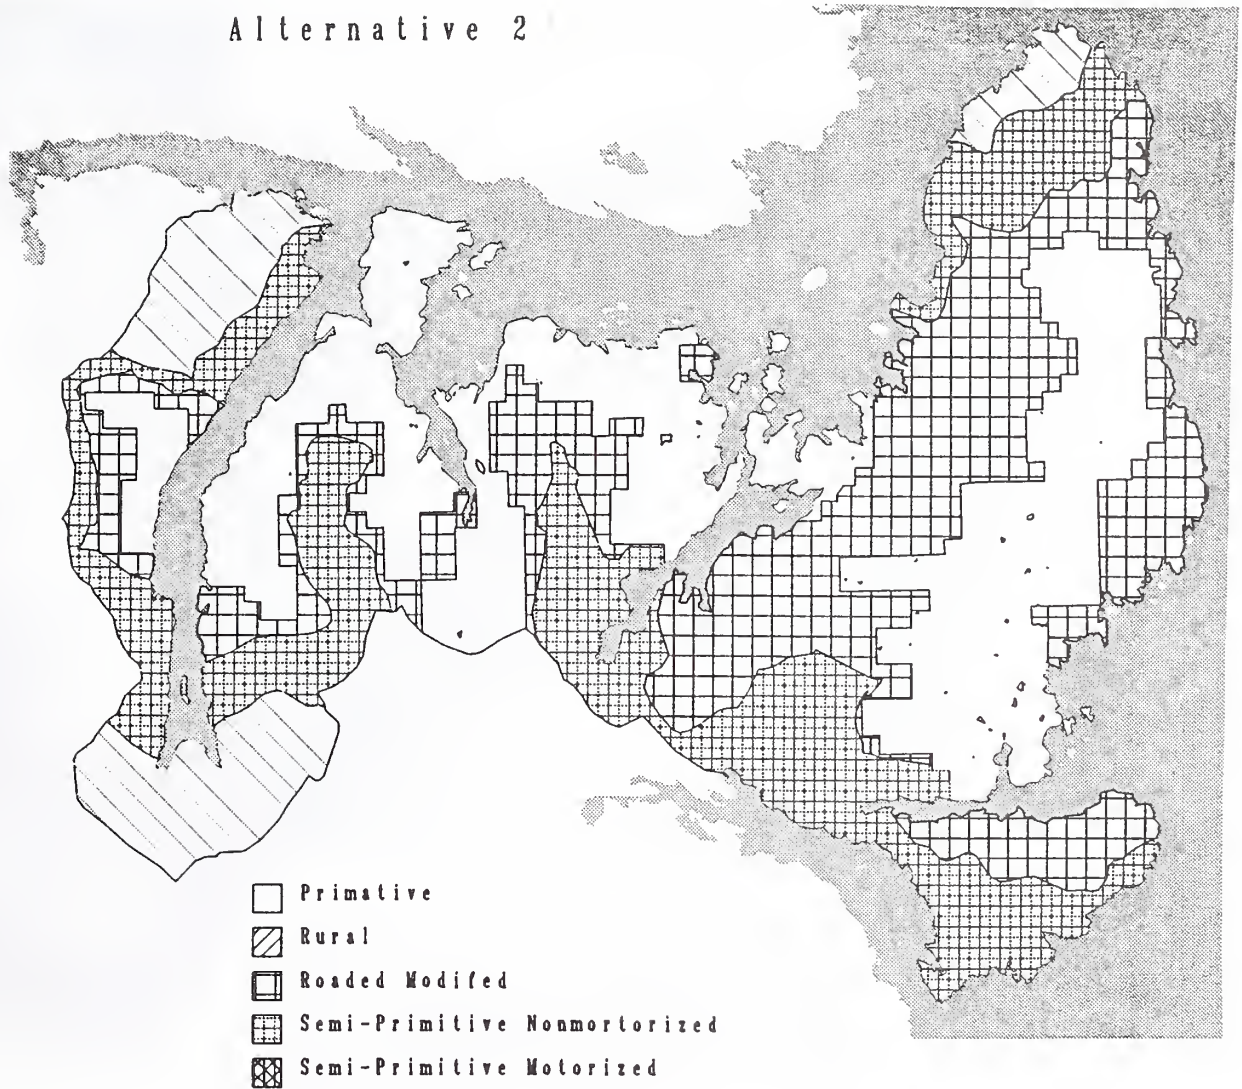 Alternative 2
Primative
Rural
Roaded Modifed
Semi-Primitive Nonmortorized
Semi-Primitive Motorized